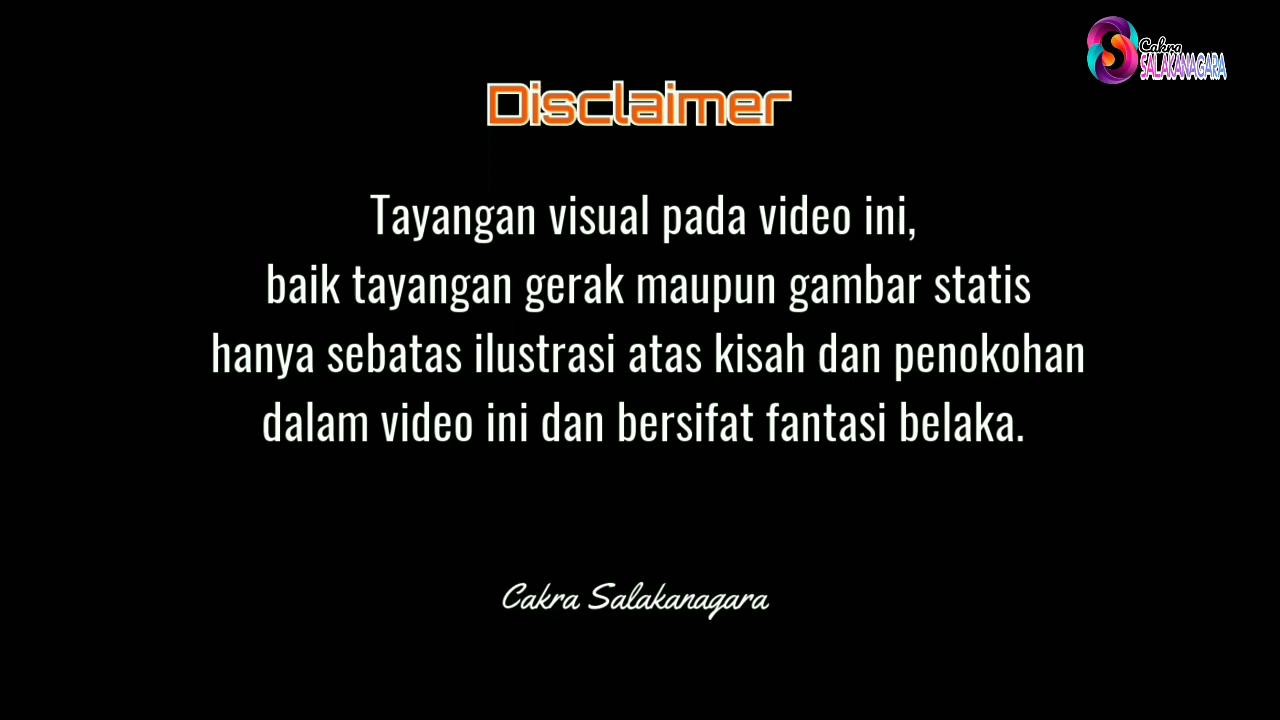 Cakra
SALAKANAGARA
Disclaimer
Tayangan visual pada video ini,
baik tayangan gerak maupun gambar statis
hanya sebatas ilustrasi atas kisah dan penokohan
dalam video ini dan bersifat fantasi belaka.
Cakra Salakanagara